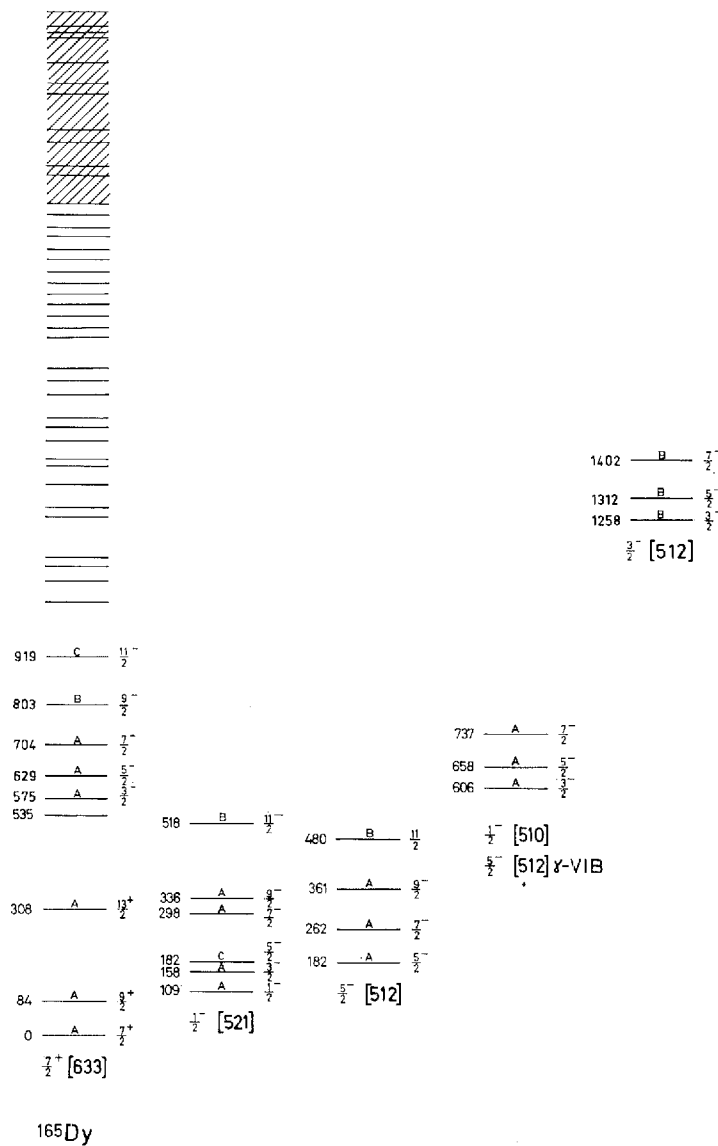 919 C 11/2⁻
803 B 9/2⁻
704 A 7/2⁻
629 A 5/2⁻
575 A 3/2⁻
535
308 A 13/2⁺
84 A 9/2⁺
0 A 7/2⁺
7/2⁺ [633]
518 B 11/2⁻
336 A 9/2⁻
298 A 7/2⁻
182 C 5/2⁻
158 A 3/2⁻
109 A 1/2⁻
1/2⁻ [521]
480 B 11/2
361 A 9/2⁻
262 A 7/2⁻
182 A 5/2⁻
5/2⁻ [512]
737 A 7/2⁻
658 A 5/2⁻
606 A 3/2⁻
1/2⁻ [510]
5/2⁻ [512] γ-VIB
1402 B 7/2⁻
1312 B 5/2⁻
1258 B 3/2⁻
3/2⁻ [512]
¹⁶⁵Dy